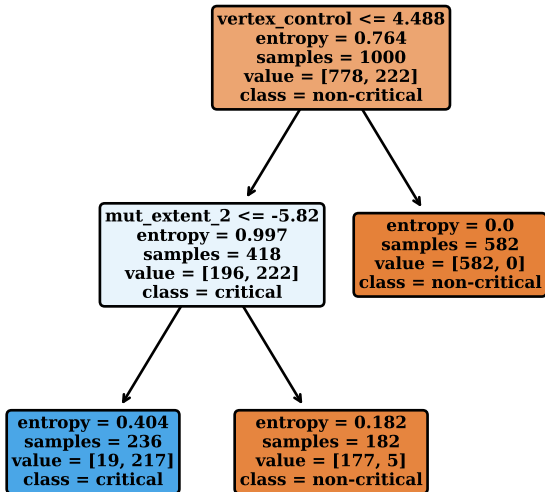 vertex_control <= 4.488
entropy = 0.764
samples = 1000
value = [778, 222]
class = non-critical
mut_extent_2 <= -5.82
entropy = 0.997
samples = 418
value = [196, 222]
class = critical
entropy = 0.0
samples = 582
value = [582, 0]
class = non-critical
entropy = 0.404
samples = 236
value = [19, 217]
class = critical
entropy = 0.182
samples = 182
value = [177, 5]
class = non-critical